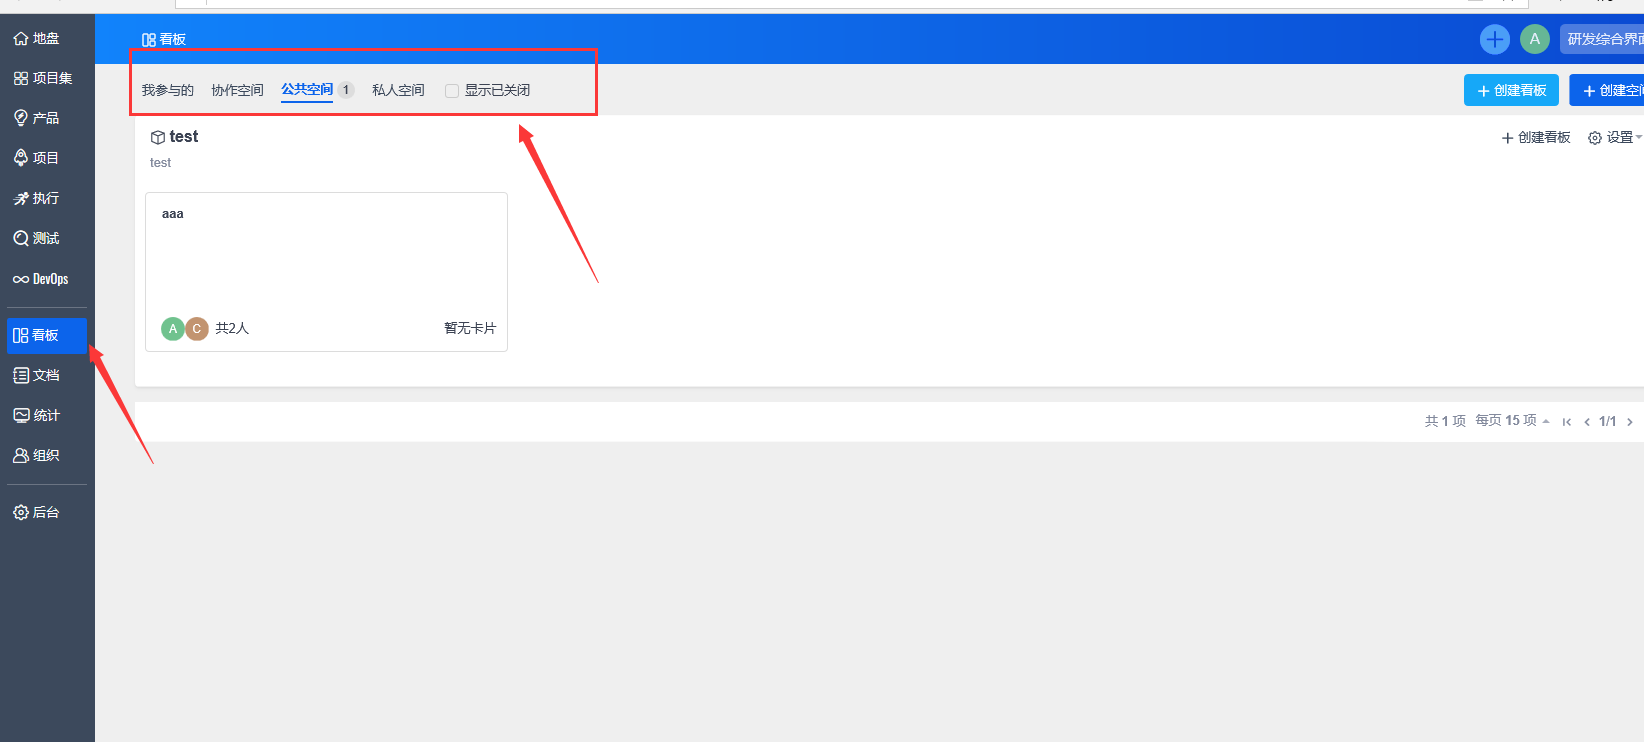 地盘
项目集
产品
项目
执行
测试
DevOps
看板
文档
统计
组织
后台
看板
A 研发综合界面
我参与的 协作空间 公共空间 1 私人空间 显示已关闭
创建看板 创建空间
test
创建看板 设置
test
aaa
A C 共2人 暂无卡片
共 1 项 每页 15 项 1/1